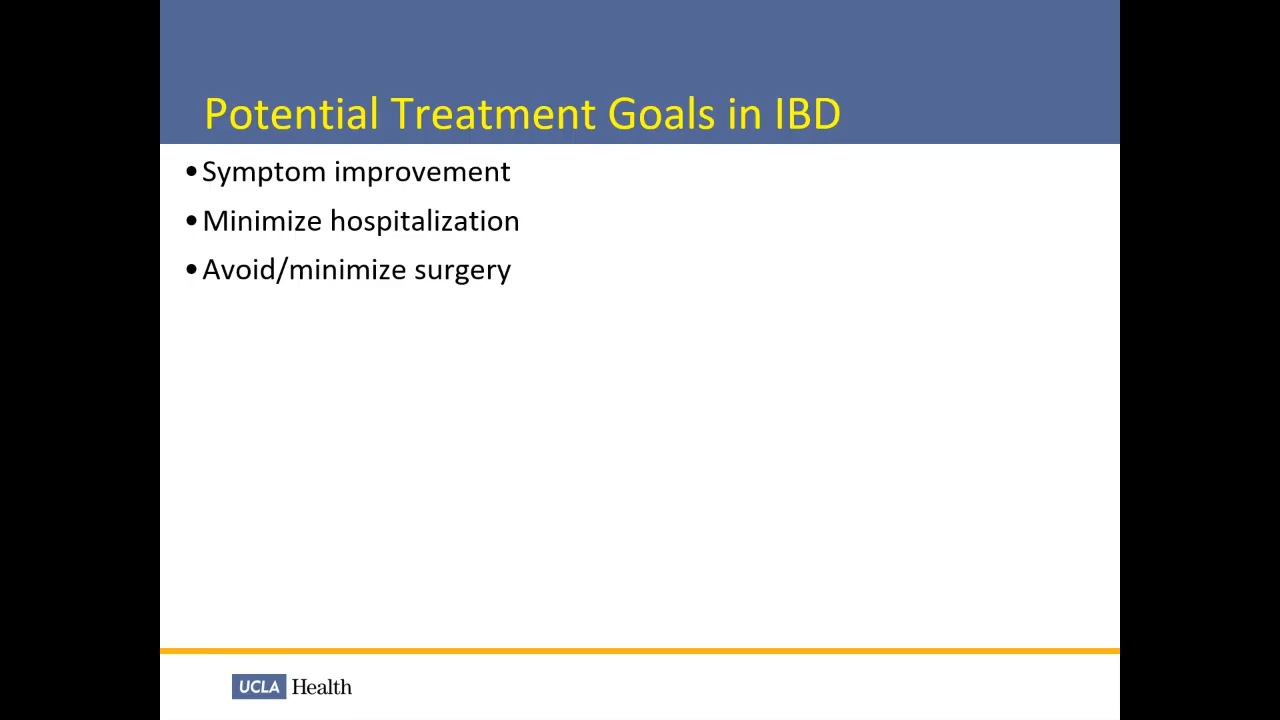 Potential Treatment Goals in IBD
•Symptom improvement
•Minimize hospitalization
•Avoid/minimize surgery
UCLA Health